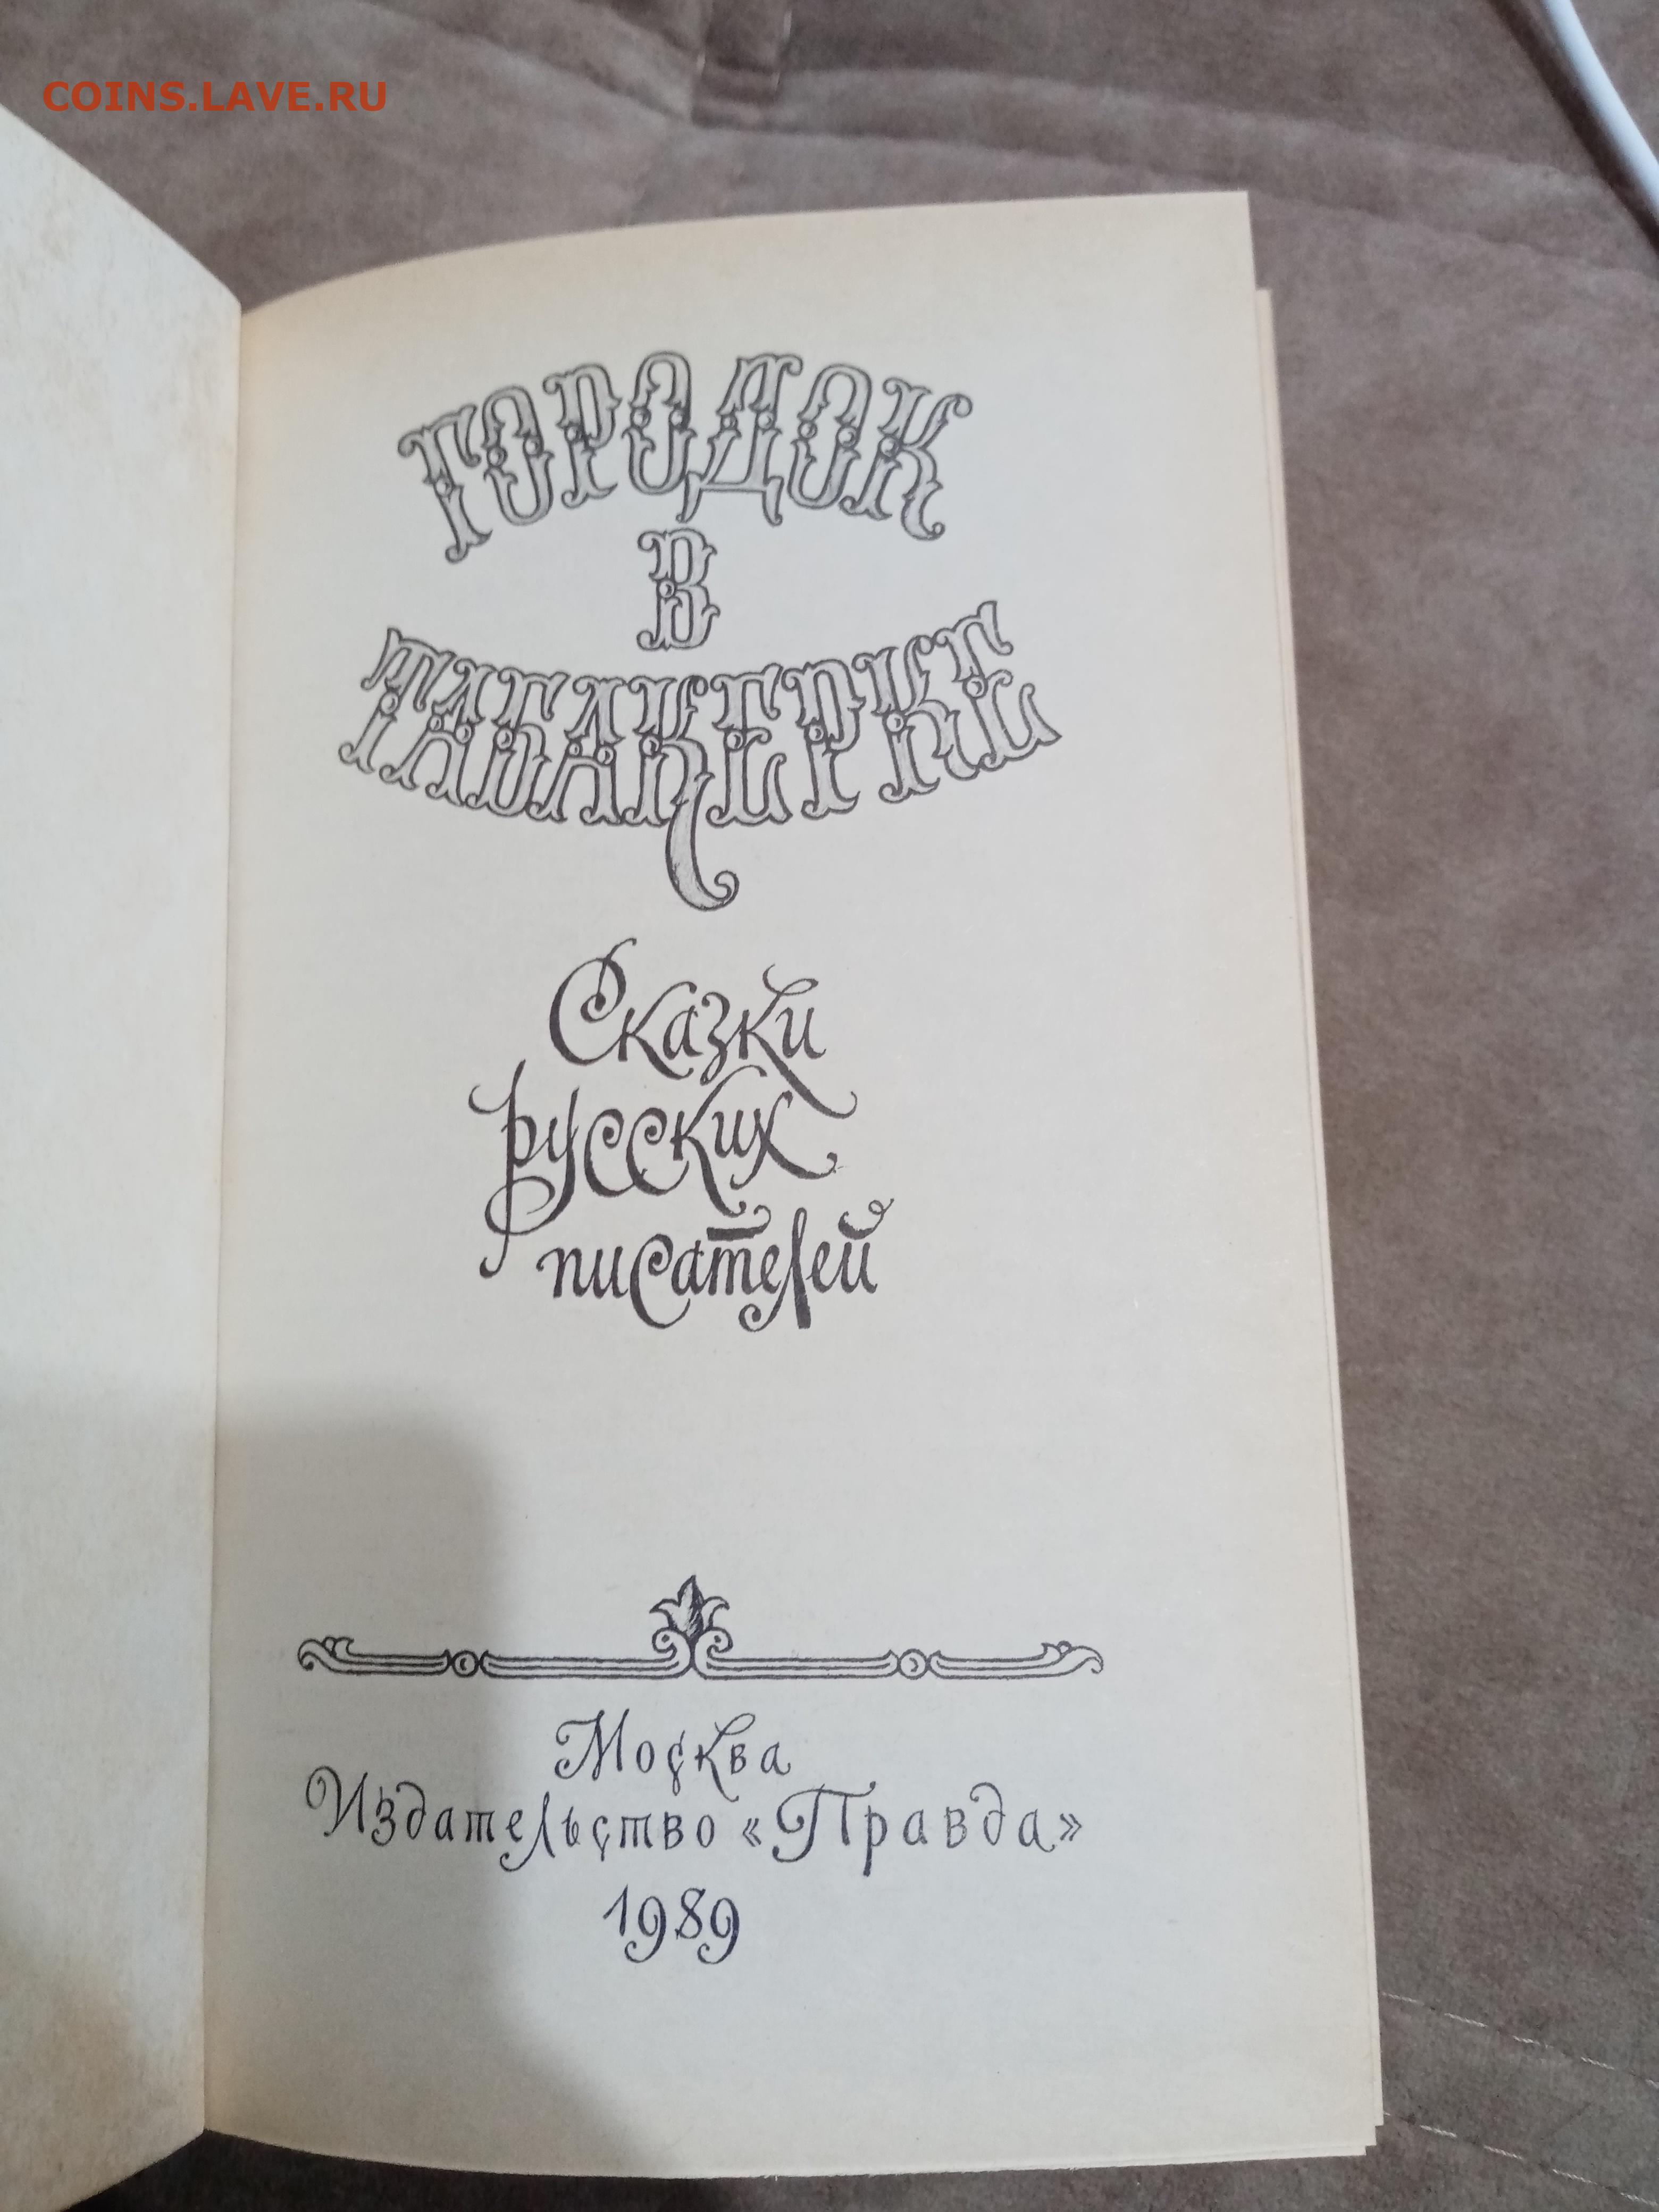 COINS.LAVE.RU
ГОРОДОК
В
ТАБАКЕРКЕ
Сказки
русских
писателей
Москва
Издательство «Правда»
1989